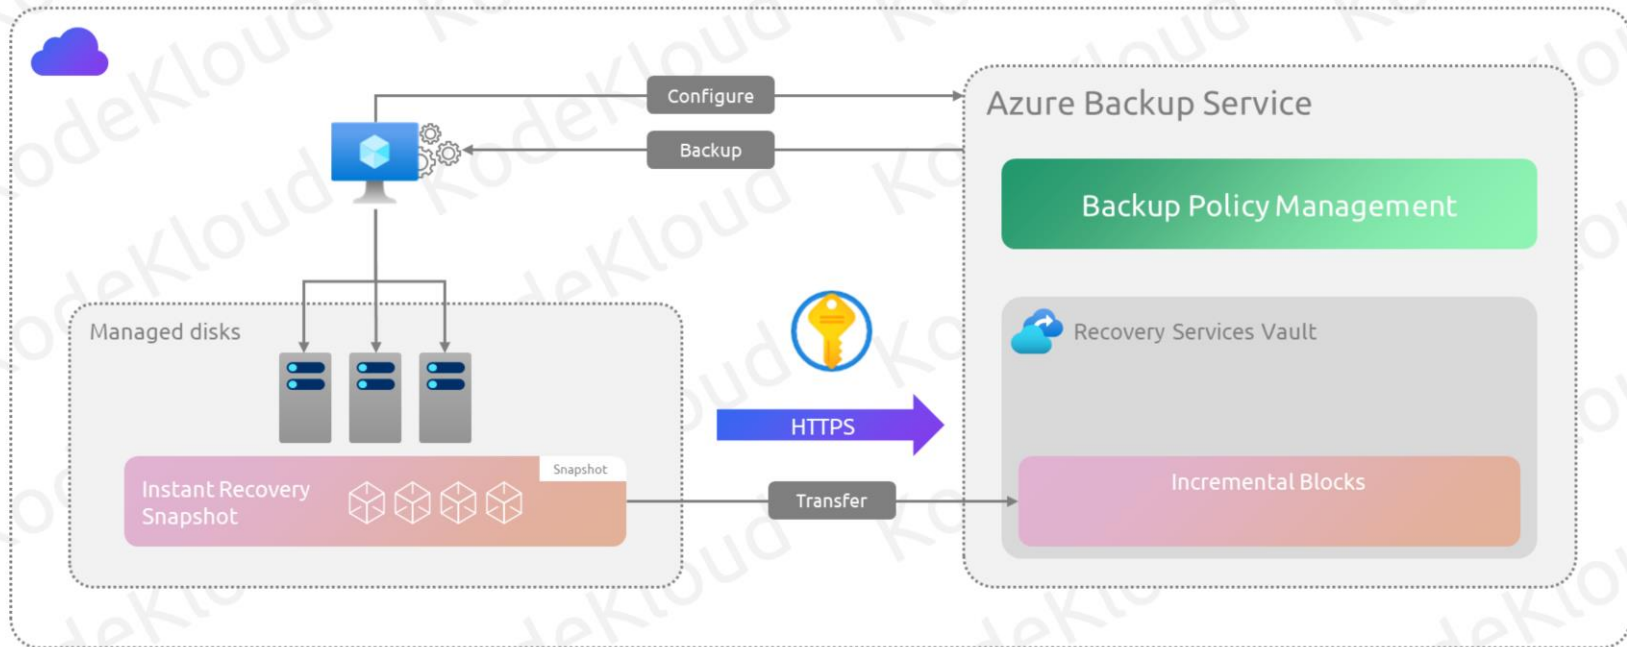 Configure
Azure Backup Service
Backup
Backup Policy Management
Managed disks
Recovery Services Vault
HTTPS
Snapshot
Instant Recovery
Snapshot
Incremental Blocks
Transfer
KodeKloud